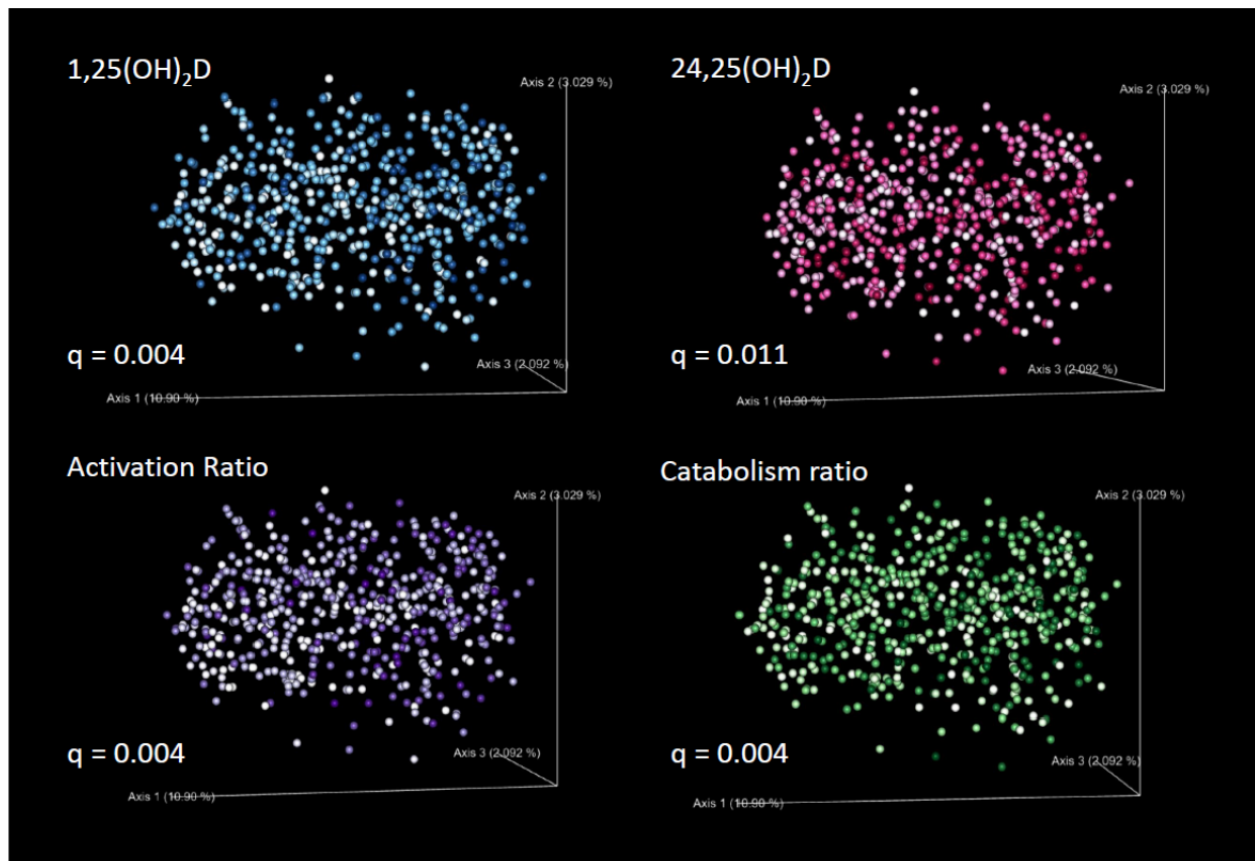 1,25(OH)₂D
Axis 2 (3.029 %)
q = 0.004
Axis 3 (2.092 %)
Axis 1 (10.90 %)
24,25(OH)₂D
Axis 2 (3.029 %)
q = 0.011
Axis 3 (2.092 %)
Axis 1 (10.90 %)
Activation Ratio
Axis 2 (3.029 %)
q = 0.004
Axis 3 (2.092 %)
Axis 1 (10.90 %)
Catabolism ratio
Axis 2 (3.029 %)
q = 0.004
Axis 3 (2.092 %)
Axis 1 (10.90 %)